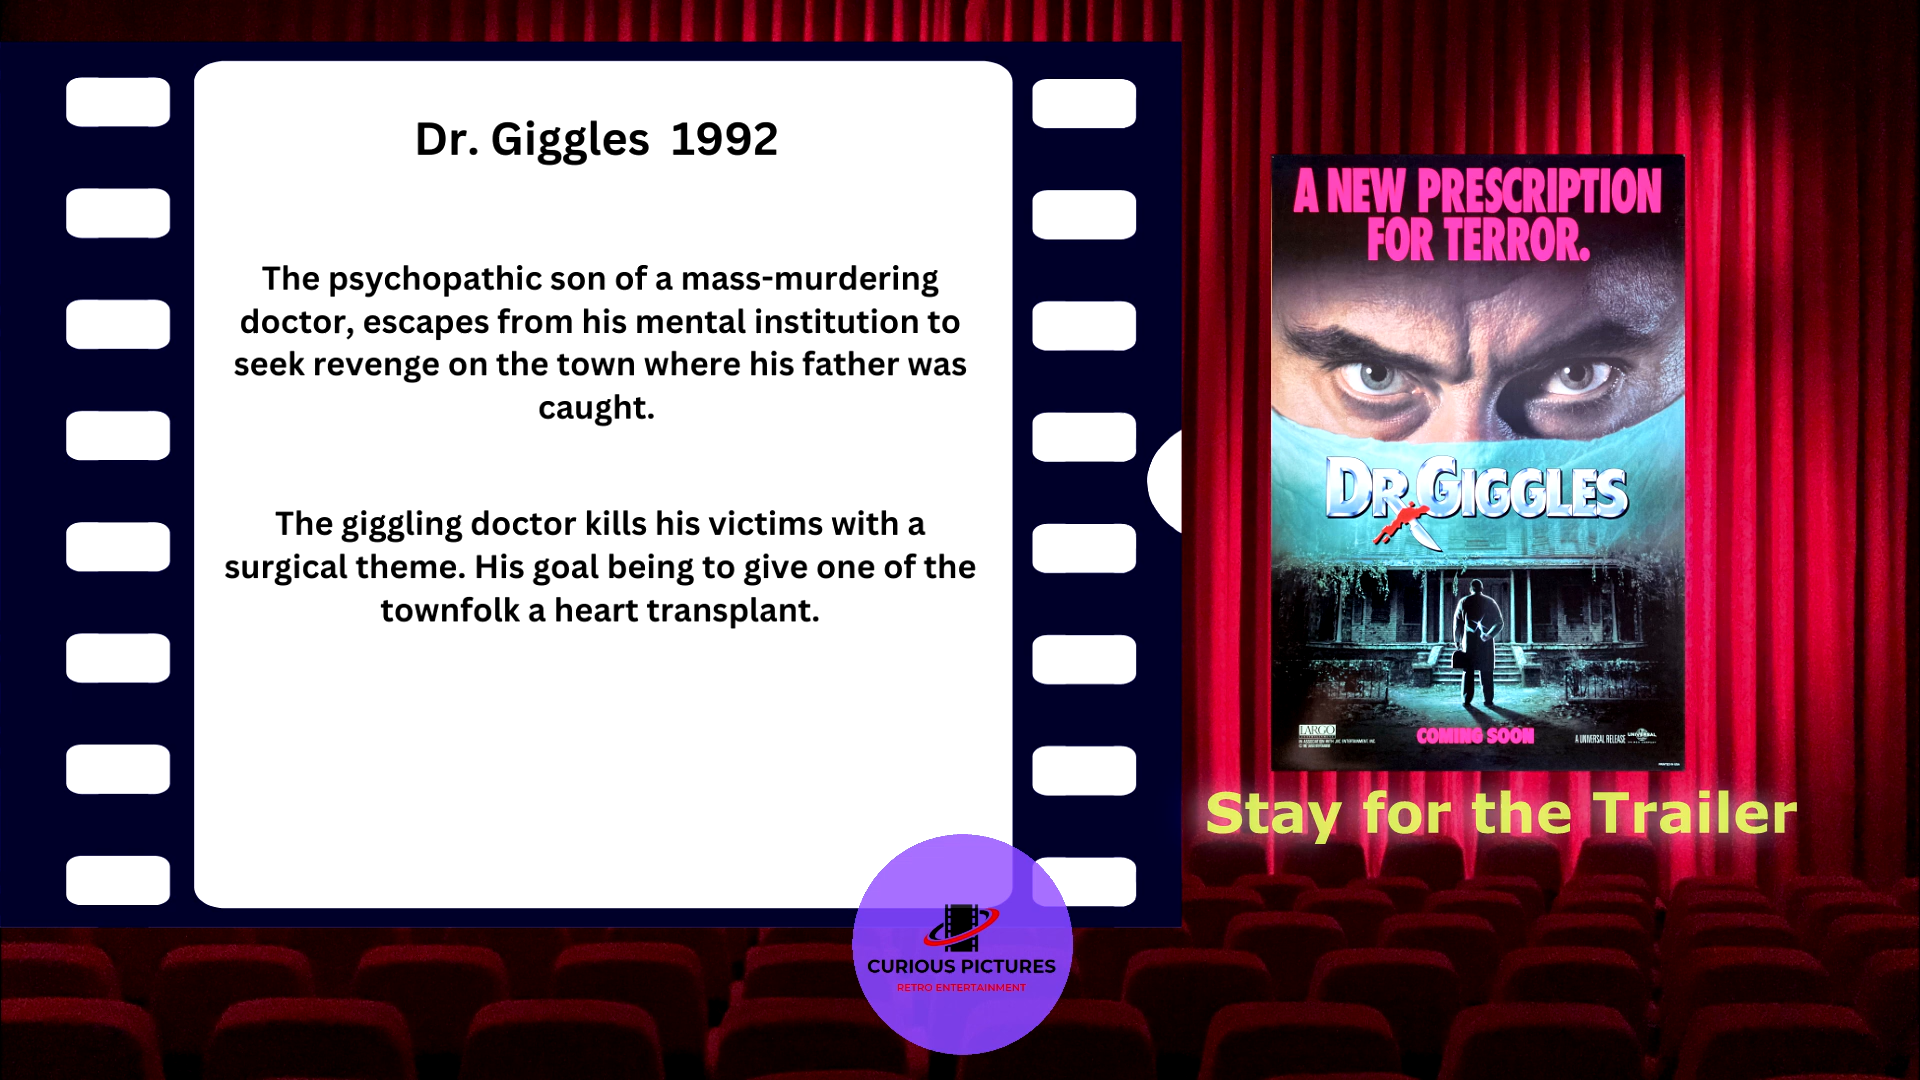 Dr. Giggles 1992
The psychopathic son of a mass-murdering
doctor, escapes from his mental institution to
seek revenge on the town where his father was
caught.
The giggling doctor kills his victims with a
surgical theme. His goal being to give one of the
townfolk a heart transplant.
A NEW PRESCRIPTION
FOR TERROR.
DR. GIGGLES
LARGO
COMING SOON
A UNIVERSAL RELEASE
UNIVERSAL
Stay for the Trailer
CURIOUS PICTURES
RETRO ENTERTAINMENT